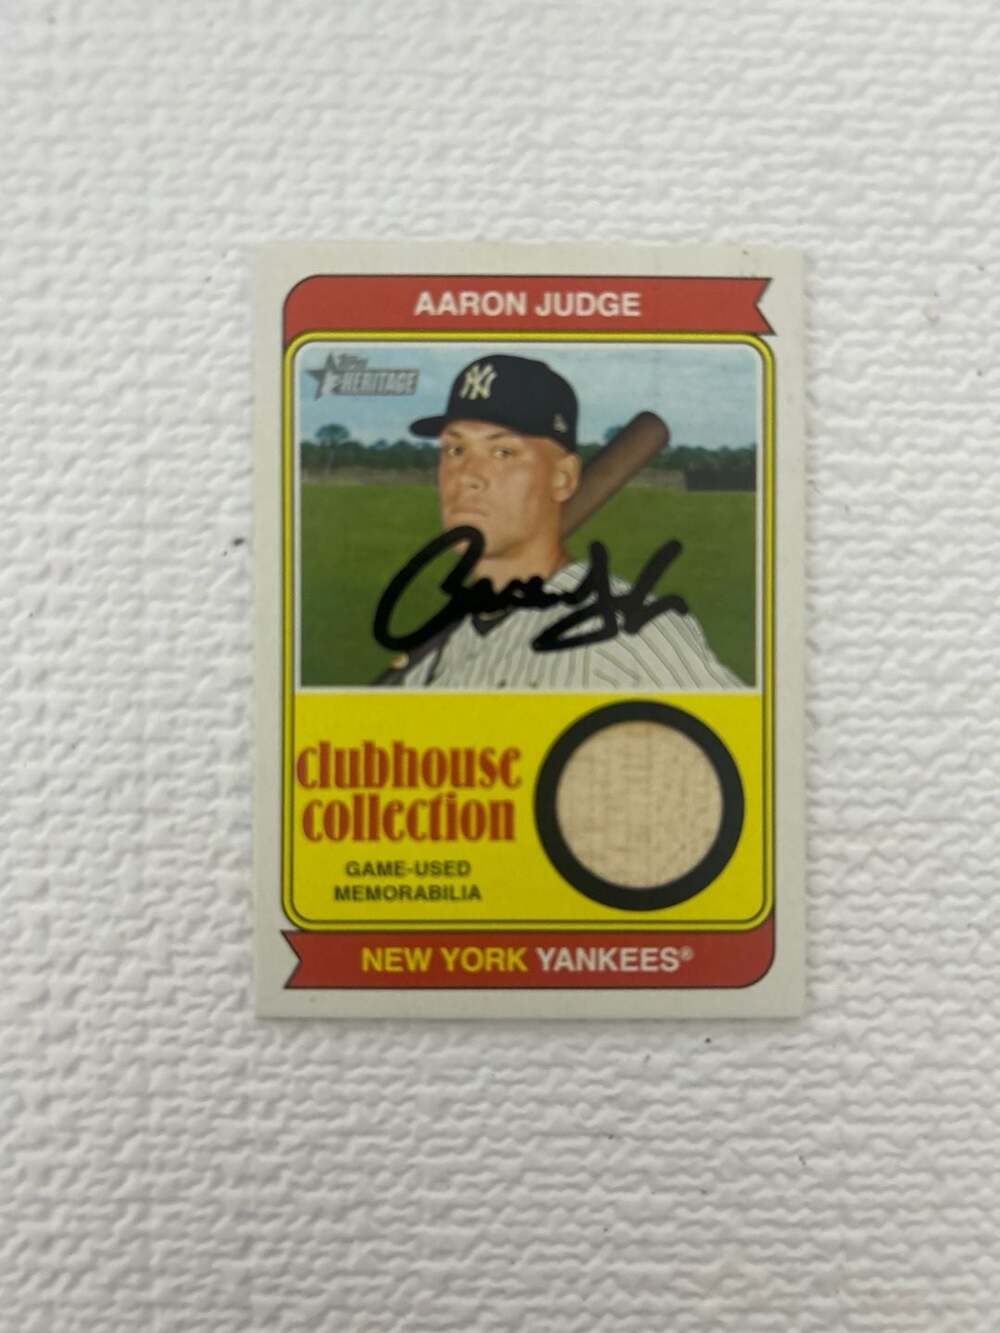 AARON JUDGE
Topps
HERITAGE
NY
clubhouse
collection
GAME-USED
MEMORABILIA
NEW YORK YANKEES®